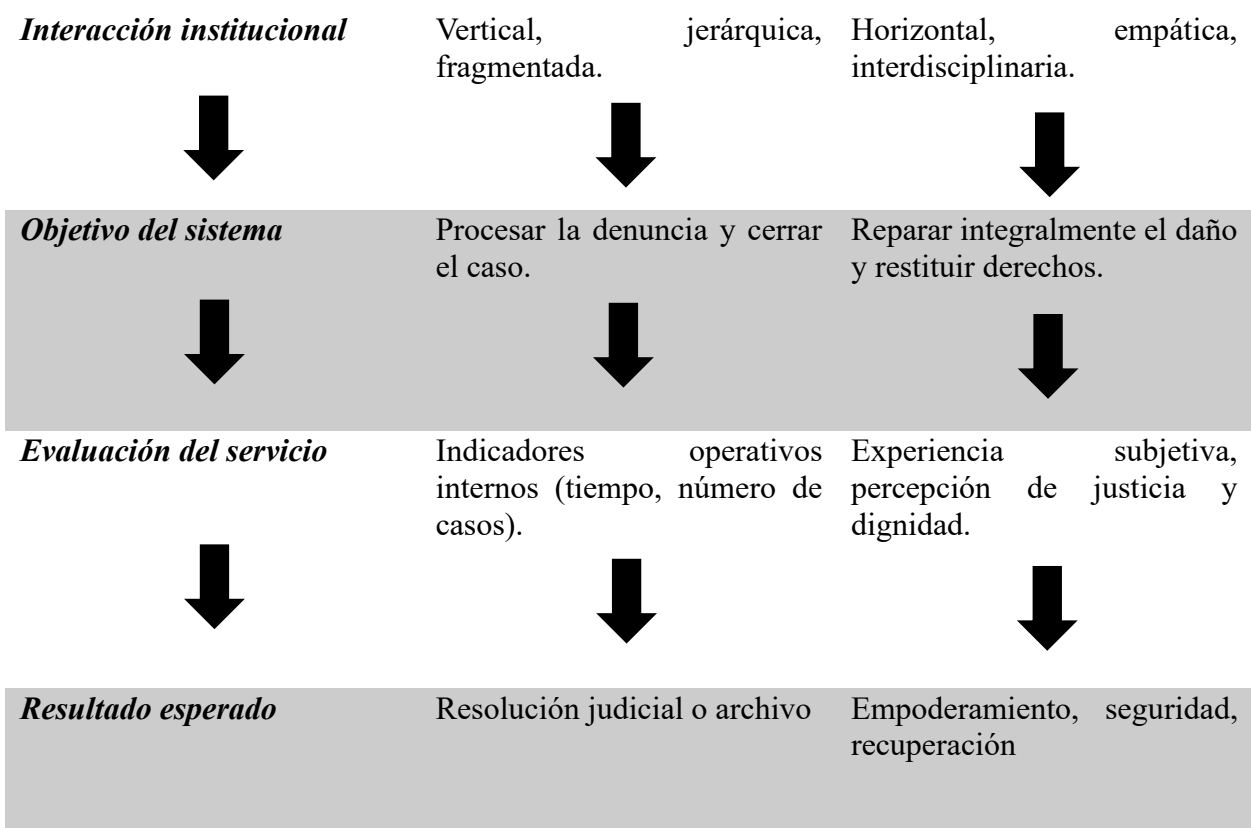 Interacción institucional
Vertical, jerárquica,
fragmentada.
Horizontal, empática,
interdisciplinaria.
Objetivo del sistema
Procesar la denuncia y cerrar
el caso.
Reparar integralmente el daño
y restituir derechos.
Evaluación del servicio
Indicadores operativos
internos (tiempo, número de
casos).
Experiencia subjetiva,
percepción de justicia y
dignidad.
Resultado esperado
Resolución judicial o archivo
Empoderamiento, seguridad,
recuperación